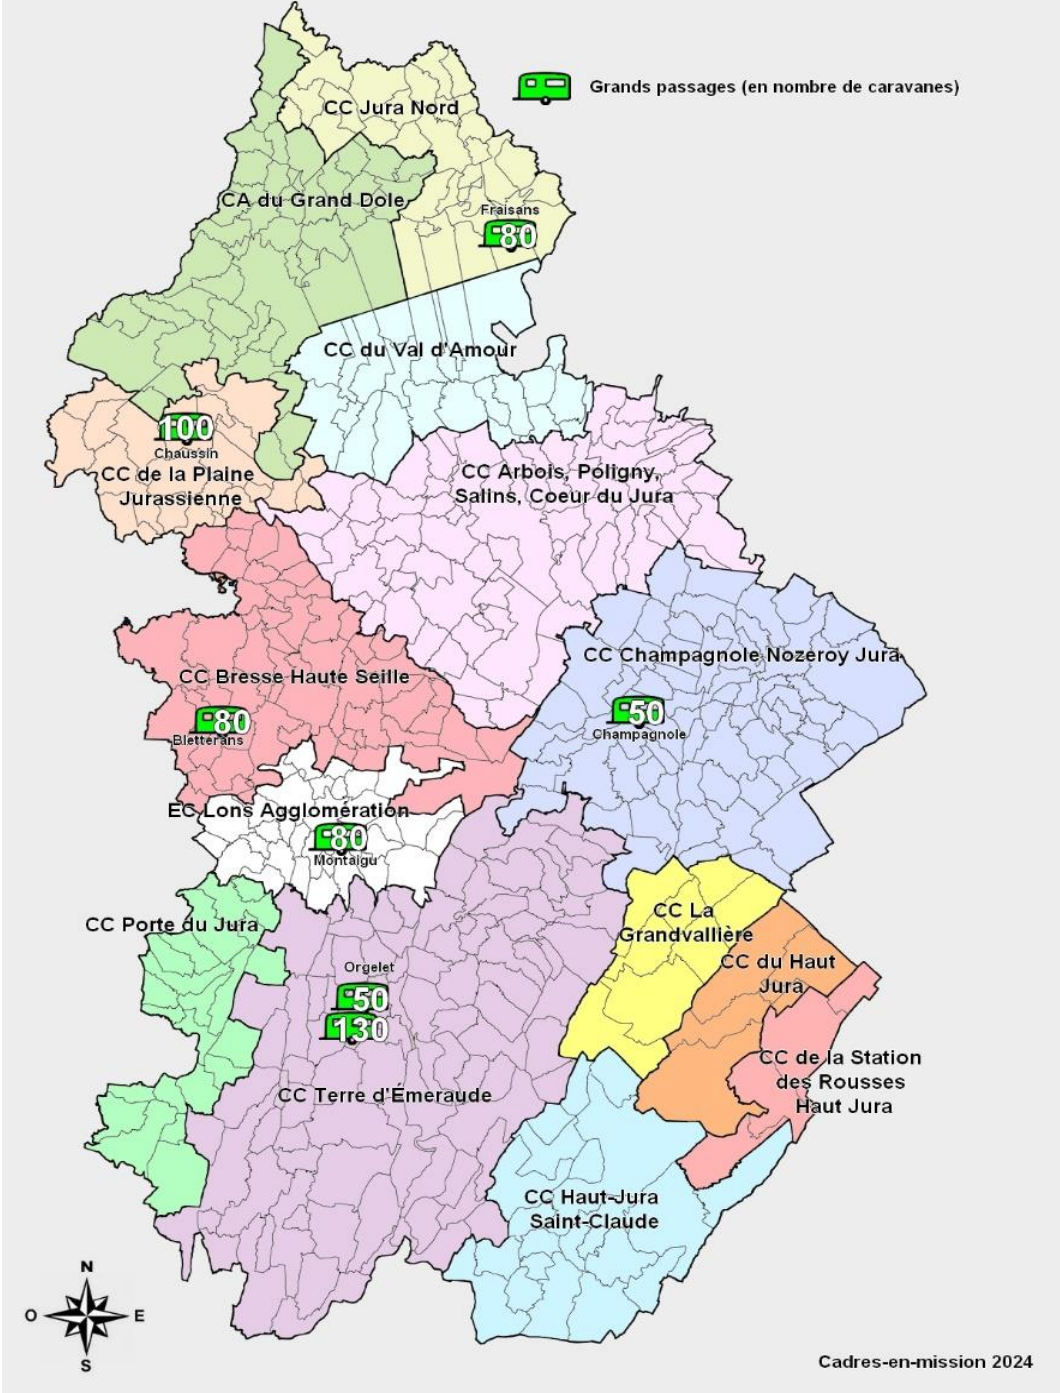 Grands passages (en nombre de caravanes)
CC Jura Nord
CA du Grand Dole
Fraisans
80
CC du Val d'Amour
100
Chaussin
CC de la Plaine
Jurassienne
CC Arbois, Poligny,
Salins, Coeur du Jura
CC Champagnole Nozeroy Jura
CC Bresse Haute Seille
50
Champagnole
80
Bletterans
EC Lons Agglomération
80
Montaigu
CC Porte du Jura
CC La
Grandvallière
CC du Haut
Jura
Orgelet
50
130
CC de la Station
des Rousses
Haut Jura
CC Terre d'Émeraude
CC Haut-Jura
Saint-Claude
N
O
E
S
Cadres-en-mission 2024